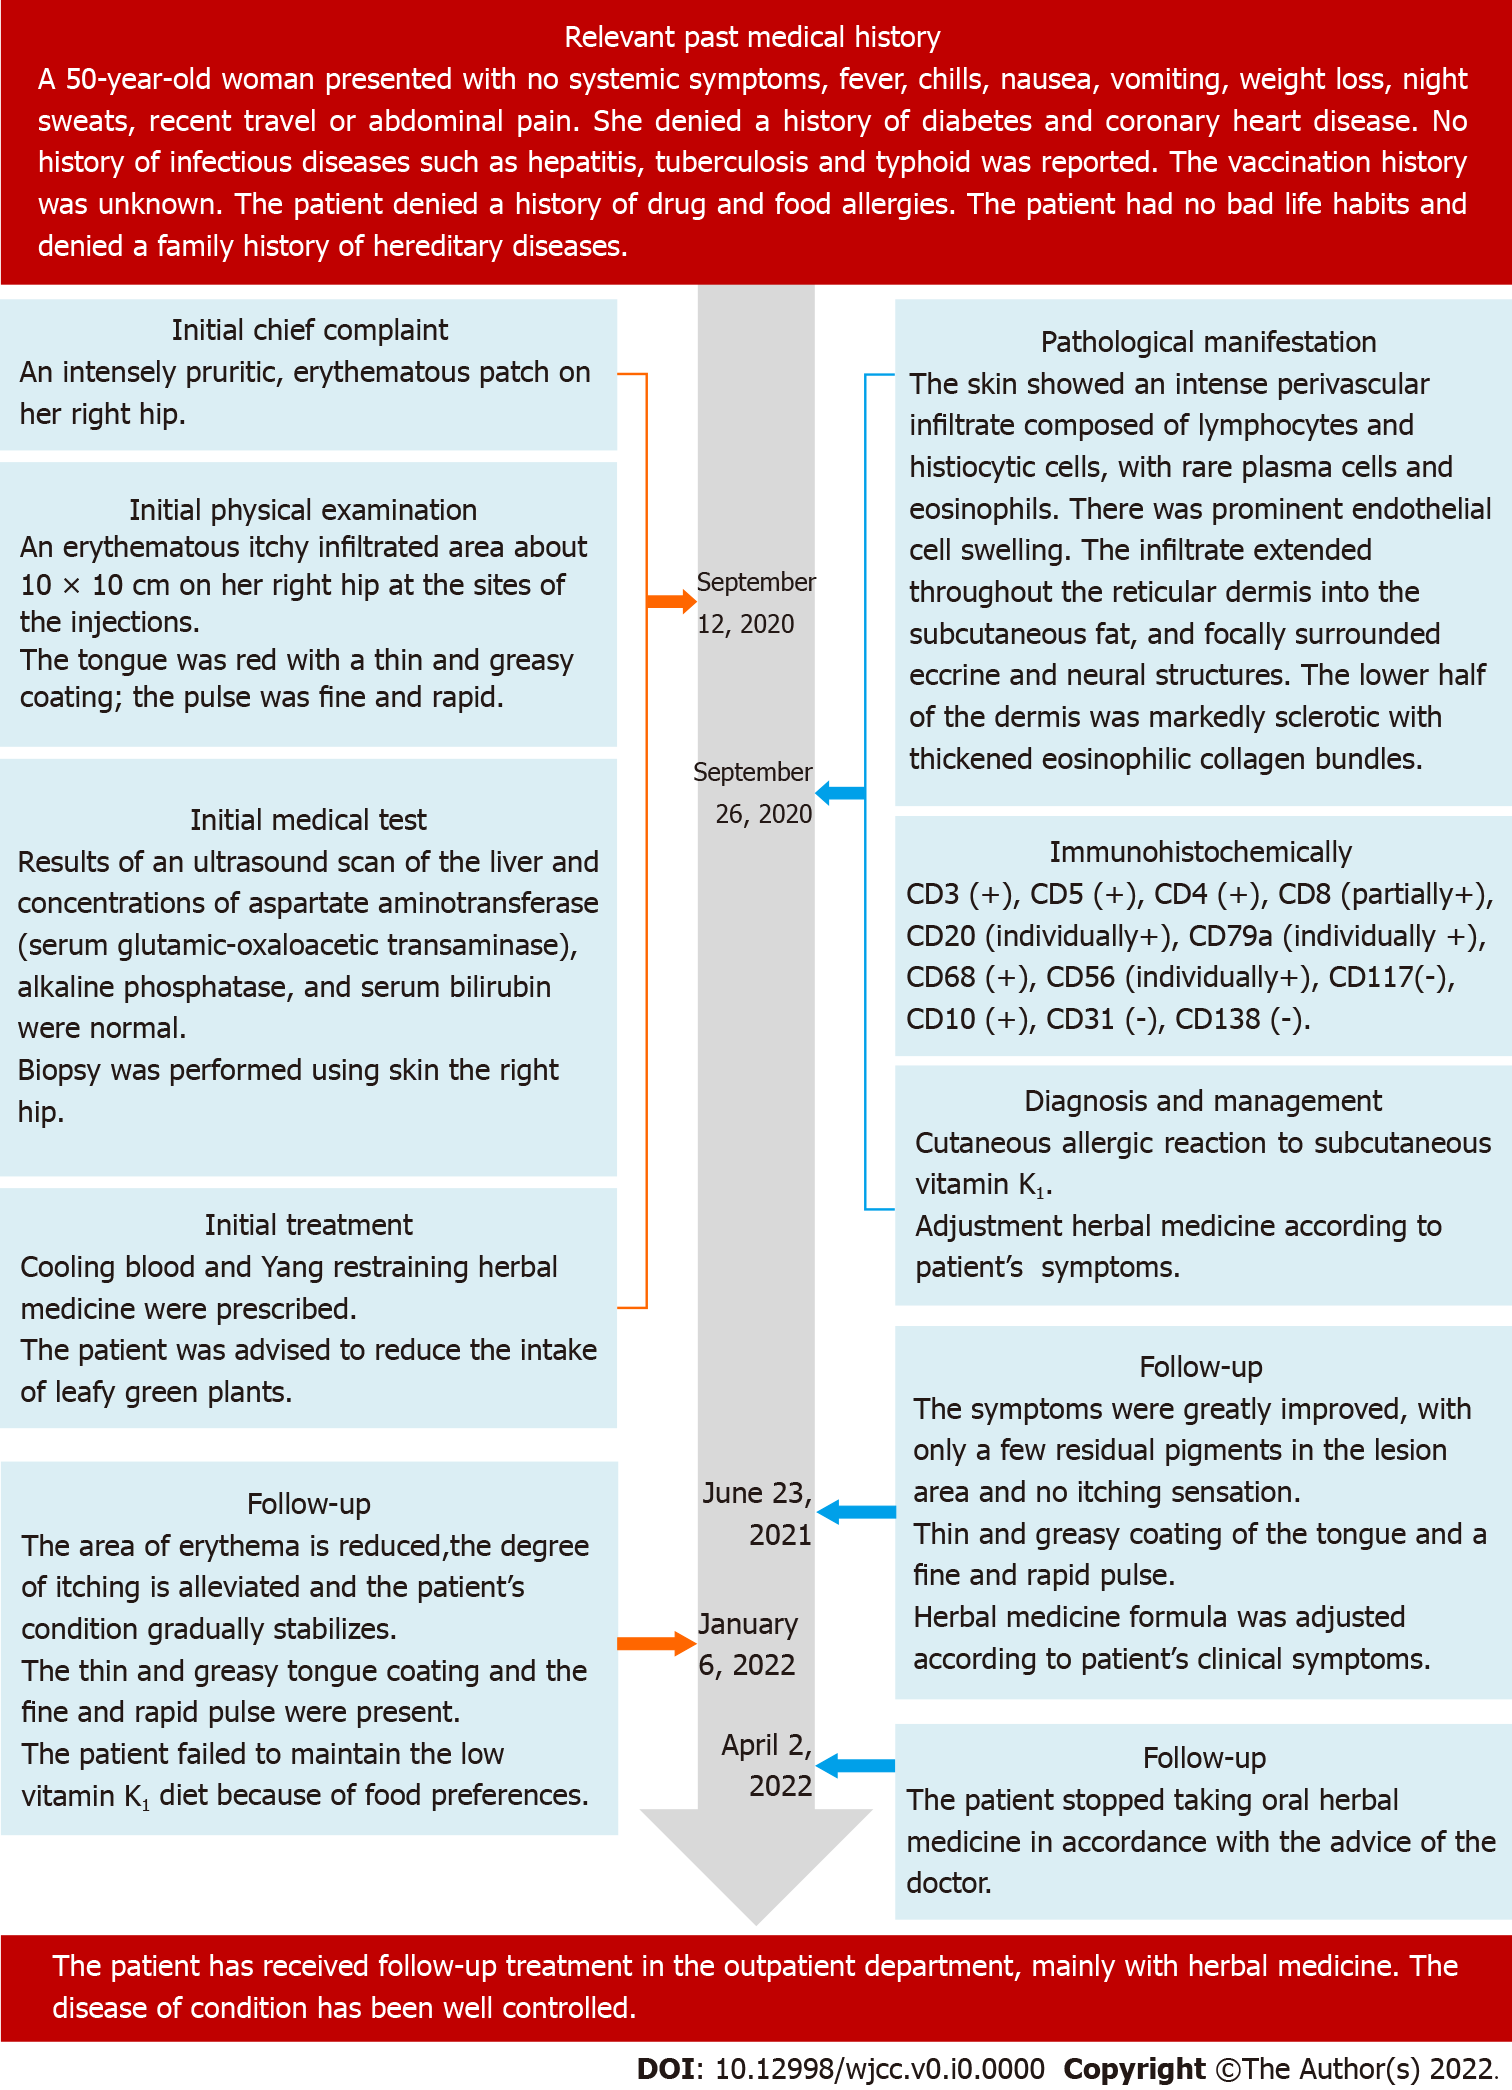 Relevant past medical history
A 50-year-old woman presented with no systemic symptoms, fever, chills, nausea, vomiting, weight loss, night
sweats, recent travel or abdominal pain. She denied a history of diabetes and coronary heart disease. No
history of infectious diseases such as hepatitis, tuberculosis and typhoid was reported. The vaccination history
was unknown. The patient denied a history of drug and food allergies. The patient had no bad life habits and
denied a family history of hereditary diseases.
Initial chief complaint
An intensely pruritic, erythematous patch on
her right hip.
Initial physical examination
An erythematous itchy infiltrated area about
10 × 10 cm on her right hip at the sites of
the injections.
The tongue was red with a thin and greasy
coating; the pulse was fine and rapid.
Initial medical test
Results of an ultrasound scan of the liver and
concentrations of aspartate aminotransferase
(serum glutamic-oxaloacetic transaminase),
alkaline phosphatase, and serum bilirubin
were normal.
Biopsy was performed using skin the right
hip.
Initial treatment
Cooling blood and Yang restraining herbal
medicine were prescribed.
The patient was advised to reduce the intake
of leafy green plants.
September
12, 2020
Pathological manifestation
The skin showed an intense perivascular
infiltrate composed of lymphocytes and
histiocytic cells, with rare plasma cells and
eosinophils. There was prominent endothelial
cell swelling. The infiltrate extended
throughout the reticular dermis into the
subcutaneous fat, and focally surrounded
eccrine and neural structures. The lower half
of the dermis was markedly sclerotic with
thickened eosinophilic collagen bundles.
Immunohistochemically
CD3 (+), CD5 (+), CD4 (+), CD8 (partially+),
CD20 (individually+), CD79a (individually +),
CD68 (+), CD56 (individually+), CD117(-),
CD10 (+), CD31 (-), CD138 (-).
Diagnosis and management
Cutaneous allergic reaction to subcutaneous
vitamin K1.
Adjustment herbal medicine according to
patient’s symptoms.
September
26, 2020
Follow-up
The symptoms were greatly improved, with
only a few residual pigments in the lesion
area and no itching sensation.
Thin and greasy coating of the tongue and a
fine and rapid pulse.
Herbal medicine formula was adjusted
according to patient’s clinical symptoms.
June 23,
2021
Follow-up
The area of erythema is reduced,the degree
of itching is alleviated and the patient’s
condition gradually stabilizes.
The thin and greasy tongue coating and the
fine and rapid pulse were present.
The patient failed to maintain the low
vitamin K1 diet because of food preferences.
January
6, 2022
Follow-up
The patient stopped taking oral herbal
medicine in accordance with the advice of the
doctor.
April 2,
2022
The patient has received follow-up treatment in the outpatient department, mainly with herbal medicine. The
disease of condition has been well controlled.
DOI: 10.12998/wjcc.v0.i0.0000 Copyright ©The Author(s) 2022.